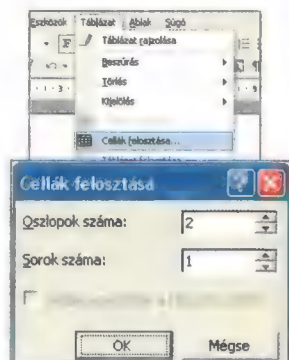 Eszközök Táblázat Ablak Súgó
Táblázat rajzolása
Beszúrás
Törlés
Kijelölés
Cellák felosztása...
Cellák felosztása
Oszlopok száma: 2
Sorok száma: 1
OK Mégse